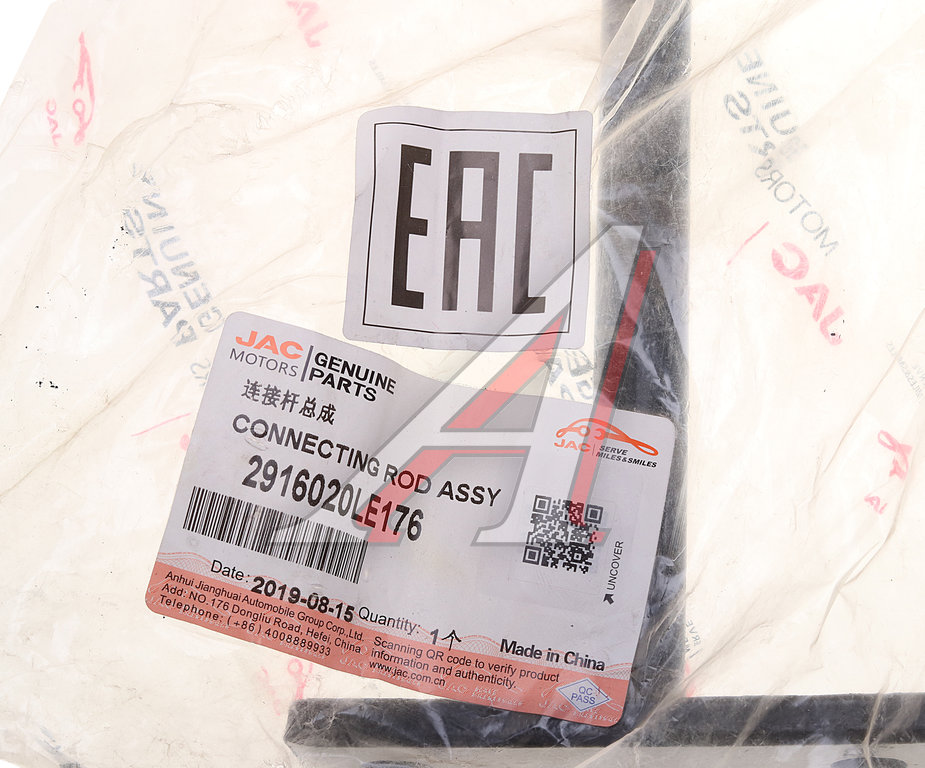 EAC
JAC
MOTORS
GENUINE
PARTS
连接杆总成
CONNECTING ROD ASSY
2916020LE176
JAC
SERVE
MILES & SMILES
UNCOVER
Date: 2019-08-15 Quantity: 1个
Made in China
Anhui Jianghuai Automobile Group Corp., Ltd.
Add: NO.176 Dongliu Road, Hefei, China
Telephone: (+86) 4008889933
Scanning QR code to verify product
information and authenticity.
www.jac.com.cn
QC
PASS
GENUINE
PARTS
JAC
MOTORS